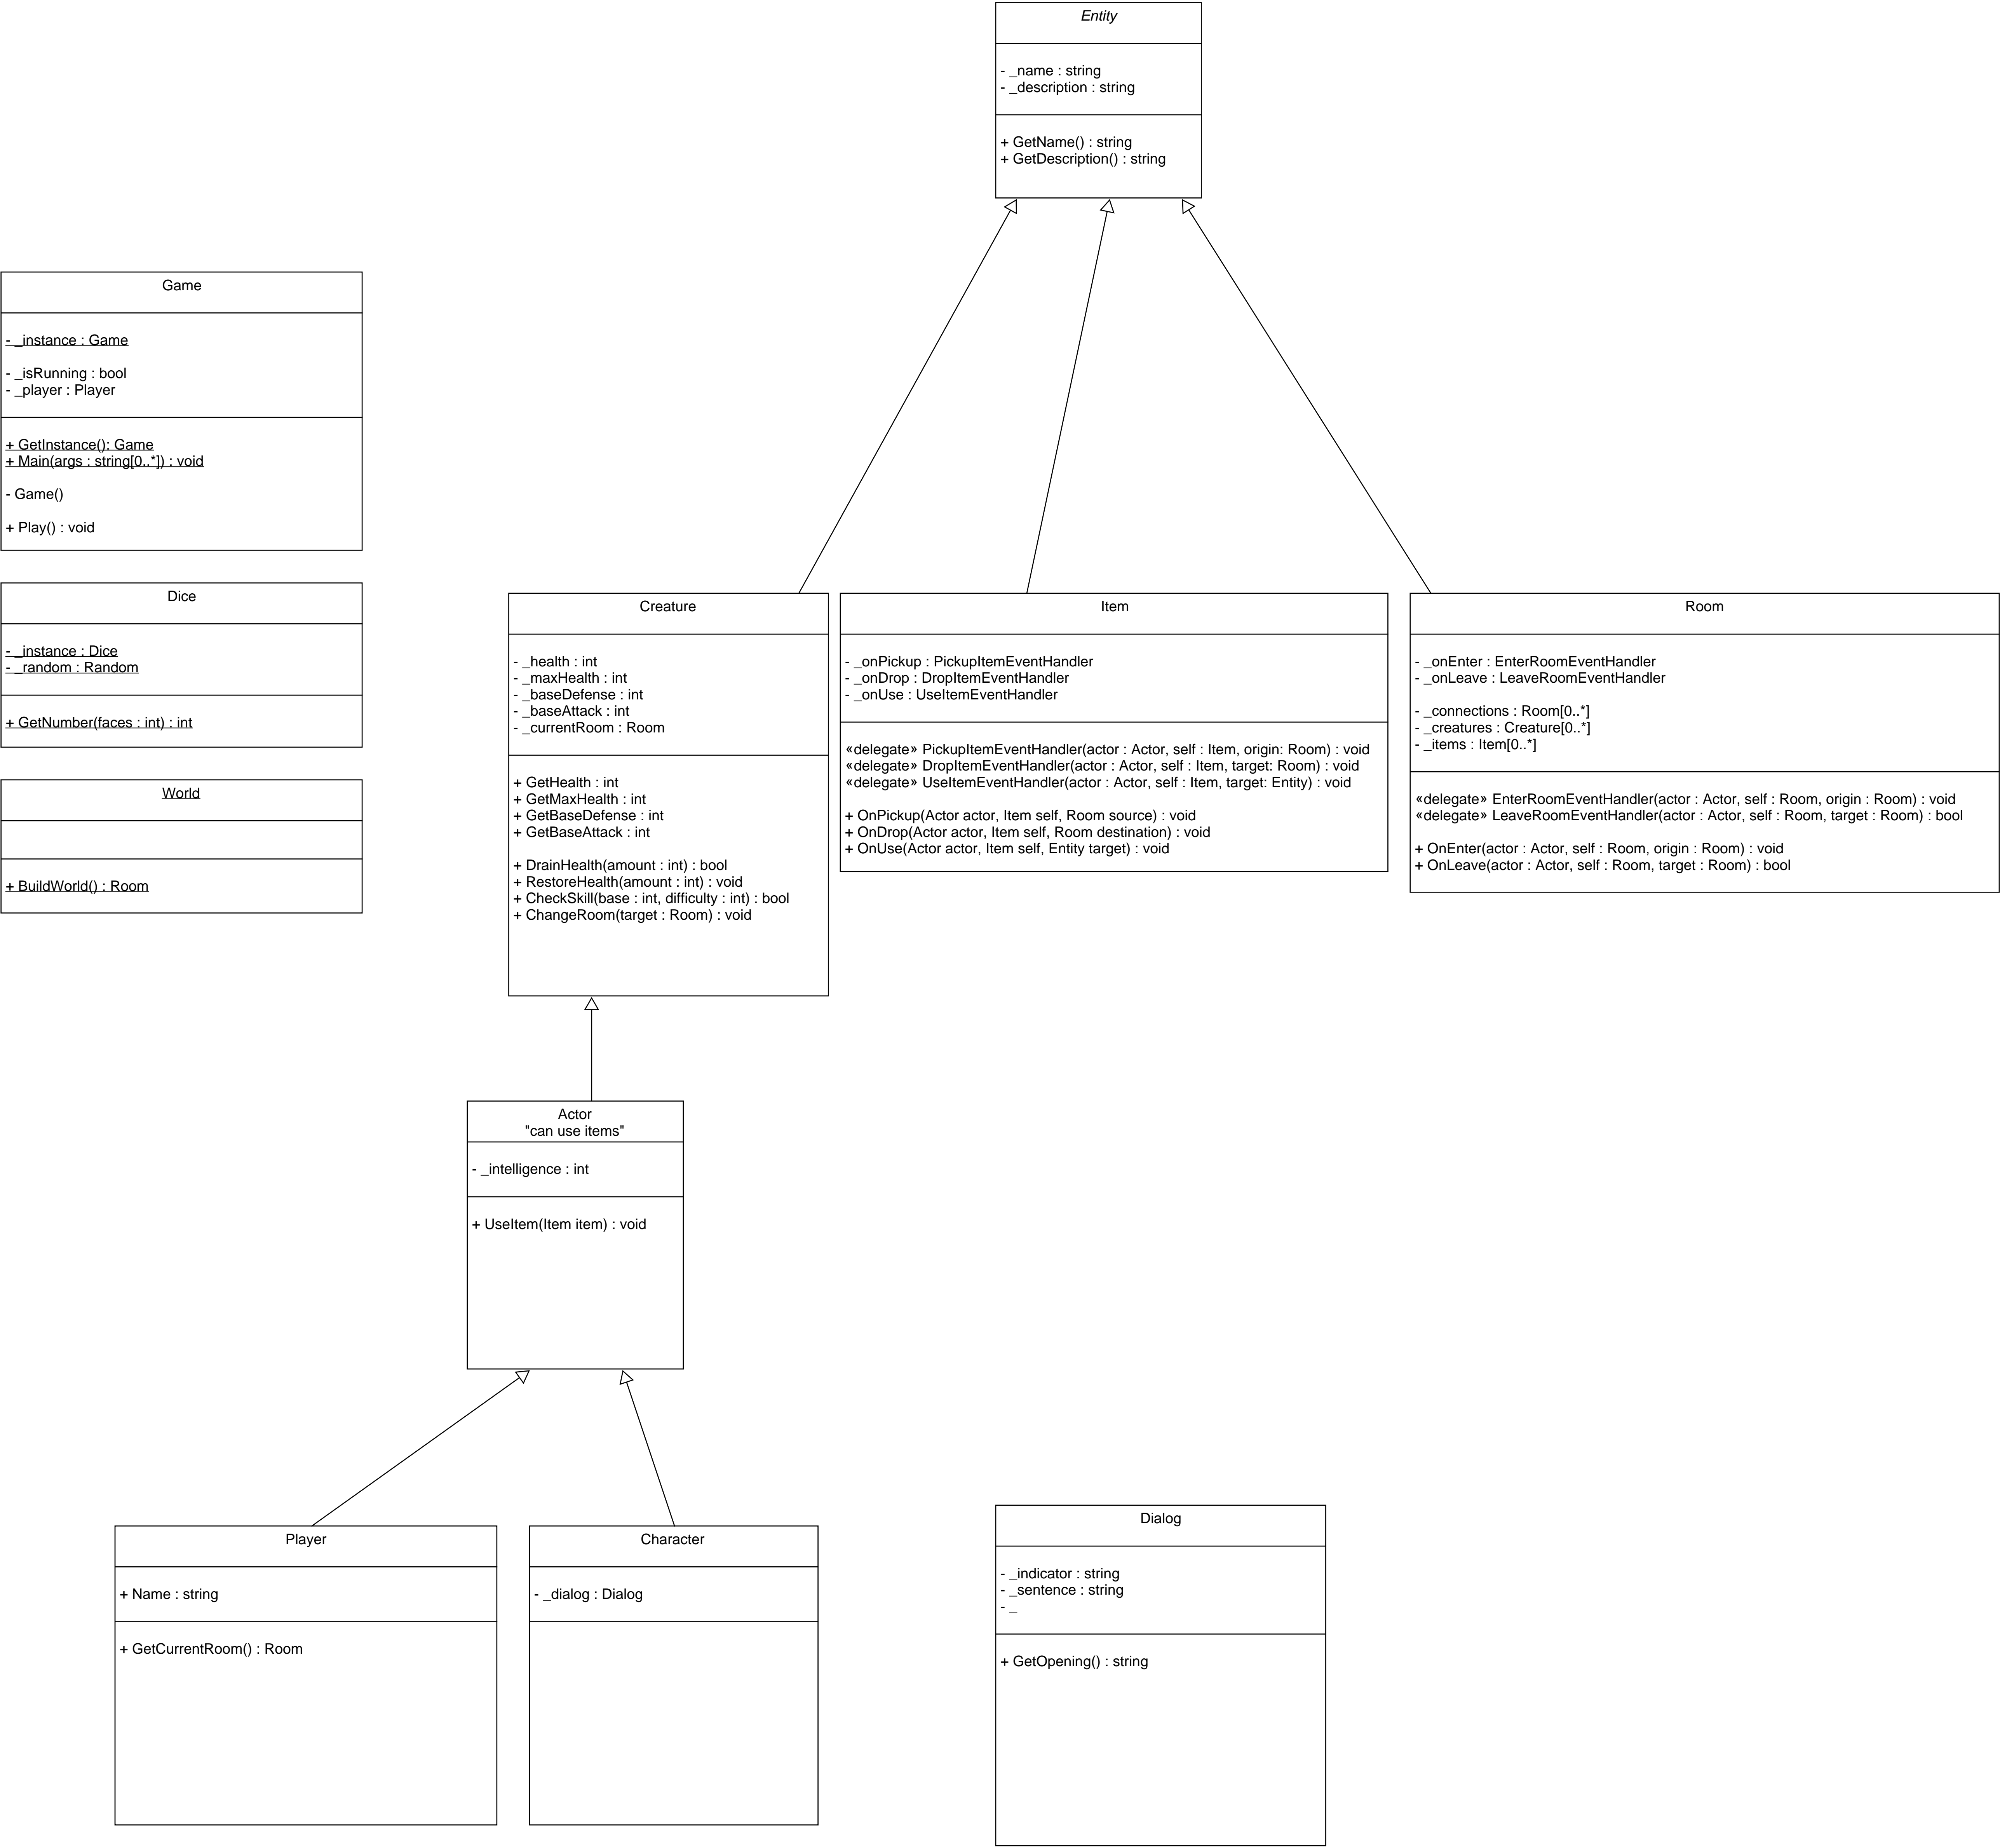 Entity
- _name : string
- _description : string
+ GetName() : string
+ GetDescription() : string
Game
- _instance : Game
- _isRunning : bool
- _player : Player
+ GetInstance(): Game
+ Main(args : string[0..*]) : void
- Game()
+ Play() : void
Dice
- _instance : Dice
- _random : Random
+ GetNumber(faces : int) : int
World
+ BuildWorld() : Room
Creature
- _health : int
- _maxHealth : int
- _baseDefense : int
- _baseAttack : int
- _currentRoom : Room
+ GetHealth : int
+ GetMaxHealth : int
+ GetBaseDefense : int
+ GetBaseAttack : int
+ DrainHealth(amount : int) : bool
+ RestoreHealth(amount : int) : void
+ CheckSkill(base : int, difficulty : int) : bool
+ ChangeRoom(target : Room) : void
Item
- _onPickup : PickupItemEventHandler
- _onDrop : DropItemEventHandler
- _onUse : UseItemEventHandler
«delegate» PickupItemEventHandler(actor : Actor, self : Item, origin: Room) : void
«delegate» DropItemEventHandler(actor : Actor, self : Item, target: Room) : void
«delegate» UseItemEventHandler(actor : Actor, self : Item, target: Entity) : void
+ OnPickup(Actor actor, Item self, Room source) : void
+ OnDrop(Actor actor, Item self, Room destination) : void
+ OnUse(Actor actor, Item self, Entity target) : void
Room
- _onEnter : EnterRoomEventHandler
- _onLeave : LeaveRoomEventHandler
- _connections : Room[0..*]
- _creatures : Creature[0..*]
- _items : Item[0..*]
«delegate» EnterRoomEventHandler(actor : Actor, self : Room, origin : Room) : void
«delegate» LeaveRoomEventHandler(actor : Actor, self : Room, target : Room) : bool
+ OnEnter(actor : Actor, self : Room, origin : Room) : void
+ OnLeave(actor : Actor, self : Room, target : Room) : bool
Actor
"can use items"
- _intelligence : int
+ UseItem(Item item) : void
Player
+ Name : string
+ GetCurrentRoom() : Room
Character
- _dialog : Dialog
Dialog
- _indicator : string
- _sentence : string
- _
+ GetOpening() : string